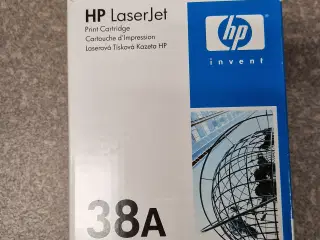 HP LaserJet
Print Cartridge
Cartouche d'Impression
Laserová Tisková Kazeta HP
hp
invent
38A